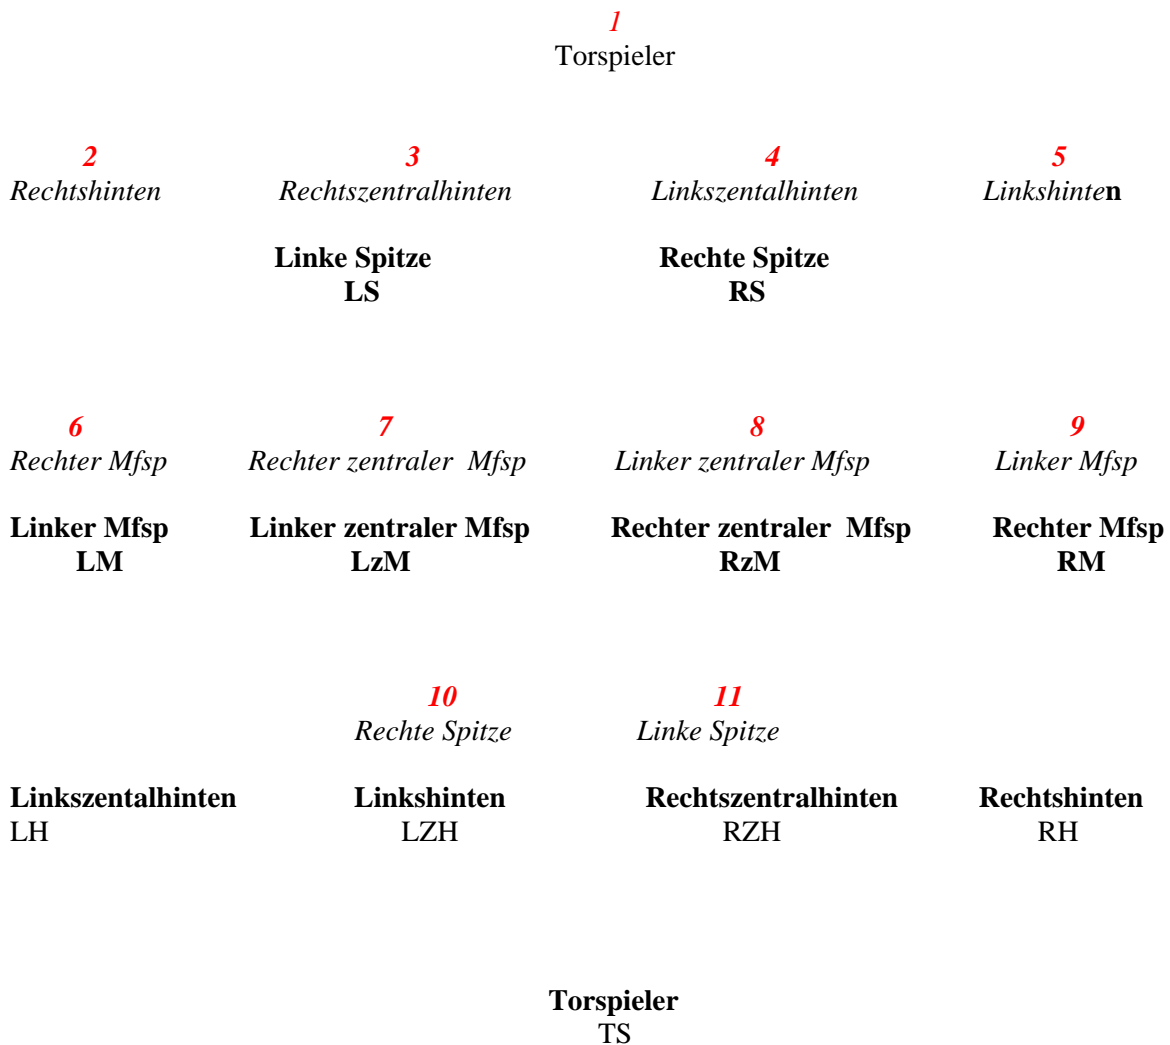 1
Torspieler
2 3 4 5
Rechtshinten Rechtszentralhinten Linkszentalhinten Linkshinten
Linke Spitze Rechte Spitze
LS RS
6 7 8 9
Rechter Mfsp Rechter zentraler Mfsp Linker zentraler Mfsp Linker Mfsp
Linker Mfsp Linker zentraler Mfsp Rechter zentraler Mfsp Rechter Mfsp
LM LzM RzM RM
10 11
Rechte Spitze Linke Spitze
Linkszentalhinten Linkshinten Rechtszentralhinten Rechtshinten
LH LZH RZH RH
Torspieler
TS